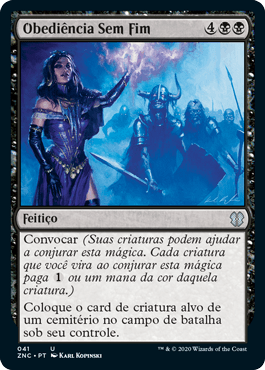 Obediência Sem Fim 4
Feitiço
Convocar (Suas criaturas podem ajudar
a conjurar esta mágica. Cada criatura
que você vira ao conjurar esta mágica
paga 1 ou um mana da cor daquela
criatura.)
Coloque o card de criatura alvo de
um cemitério no campo de batalha
sob seu controle.
041 U
ZNC • PT Karl Kopinski
™ & © 2020 Wizards of the Coast